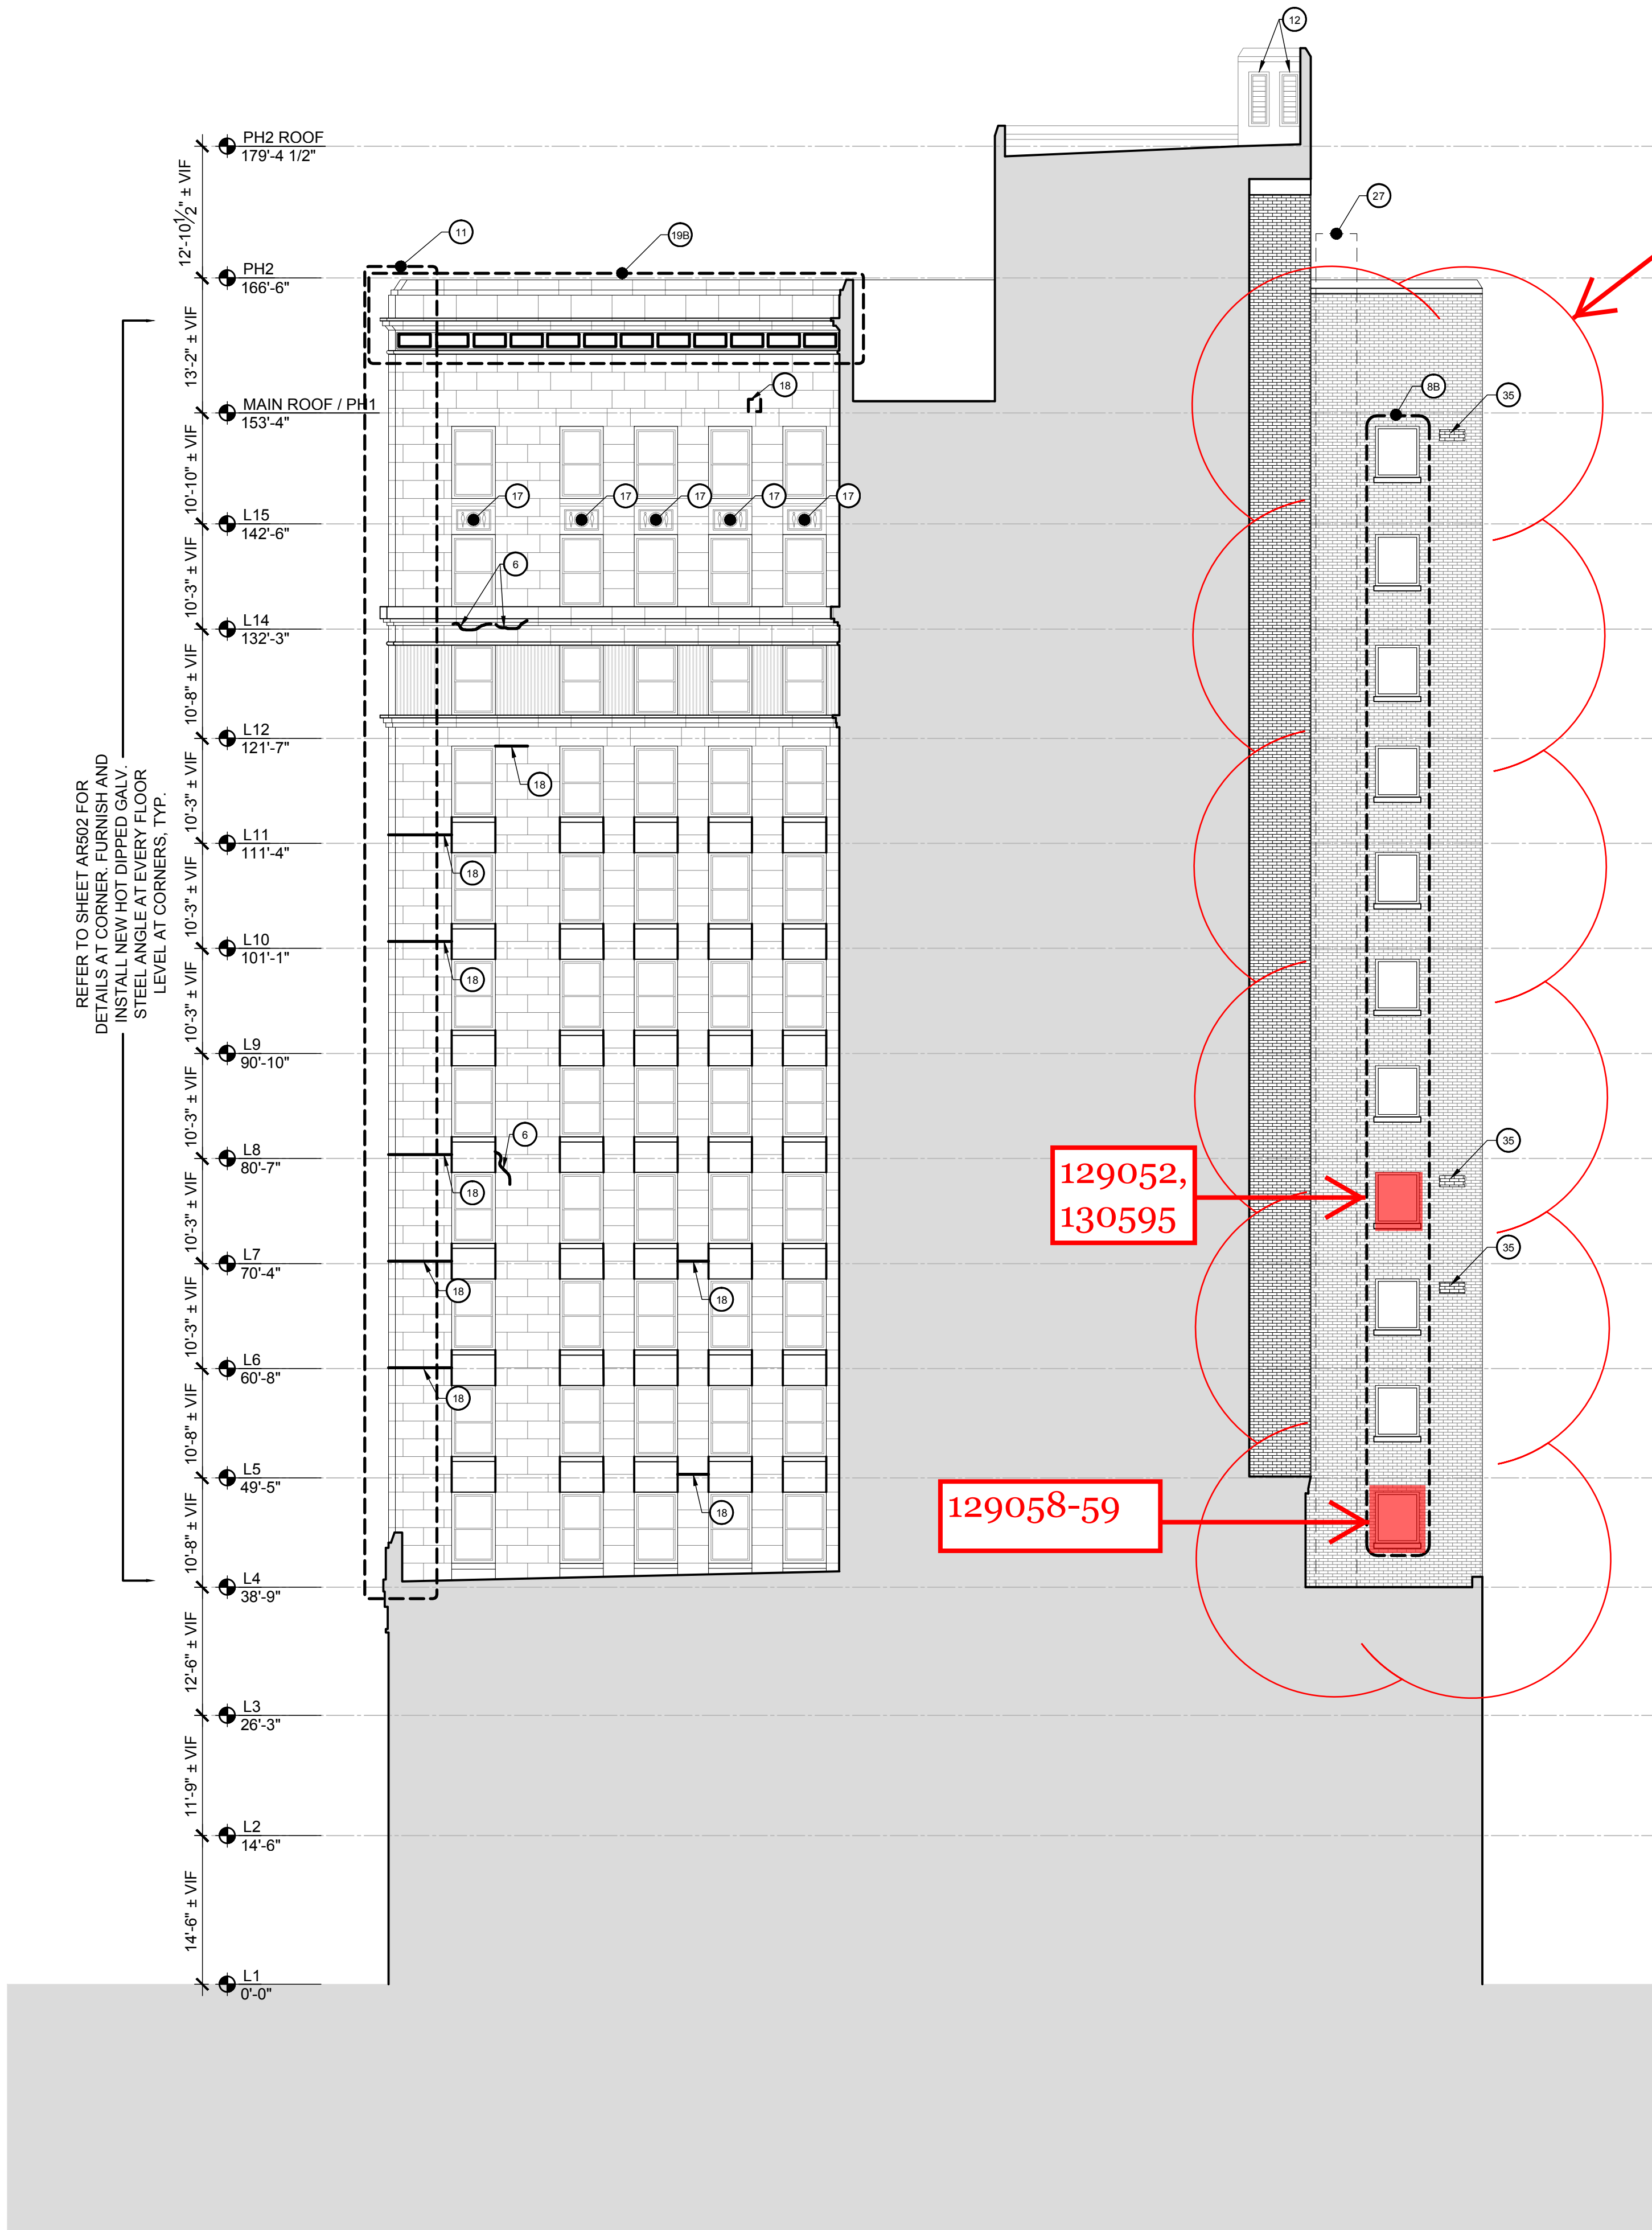 12
PH2 ROOF
179'-4 1/2"
12'-10 1/2" ± VIF
27
11
19B
PH2
166'-6"
13'-2" ± VIF
18
8B
35
MAIN ROOF / PH1
153'-4"
10'-10" ± VIF
17
17
17
17
17
L15
142'-6"
10'-3" ± VIF
6
L14
132'-3"
10'-8" ± VIF
L12
121'-7"
18
10'-3" ± VIF
L11
111'-4"
18
10'-3" ± VIF
REFER TO SHEET AR502 FOR
DETAILS AT CORNER. FURNISH AND
INSTALL NEW HOT DIPPED GALV.
STEEL ANGLE AT EVERY FLOOR
LEVEL AT CORNERS, TYP.
L10
101'-1"
18
10'-3" ± VIF
L9
90'-10"
10'-3" ± VIF
6
35
L8
80'-7"
18
129052,
130595
10'-3" ± VIF
35
L7
70'-4"
18
18
10'-3" ± VIF
L6
60'-8"
18
10'-8" ± VIF
L5
49'-5"
18
129058-59
10'-8" ± VIF
L4
38'-9"
12'-6" ± VIF
L3
26'-3"
11'-9" ± VIF
L2
14'-6"
14'-6" ± VIF
L1
0'-0"